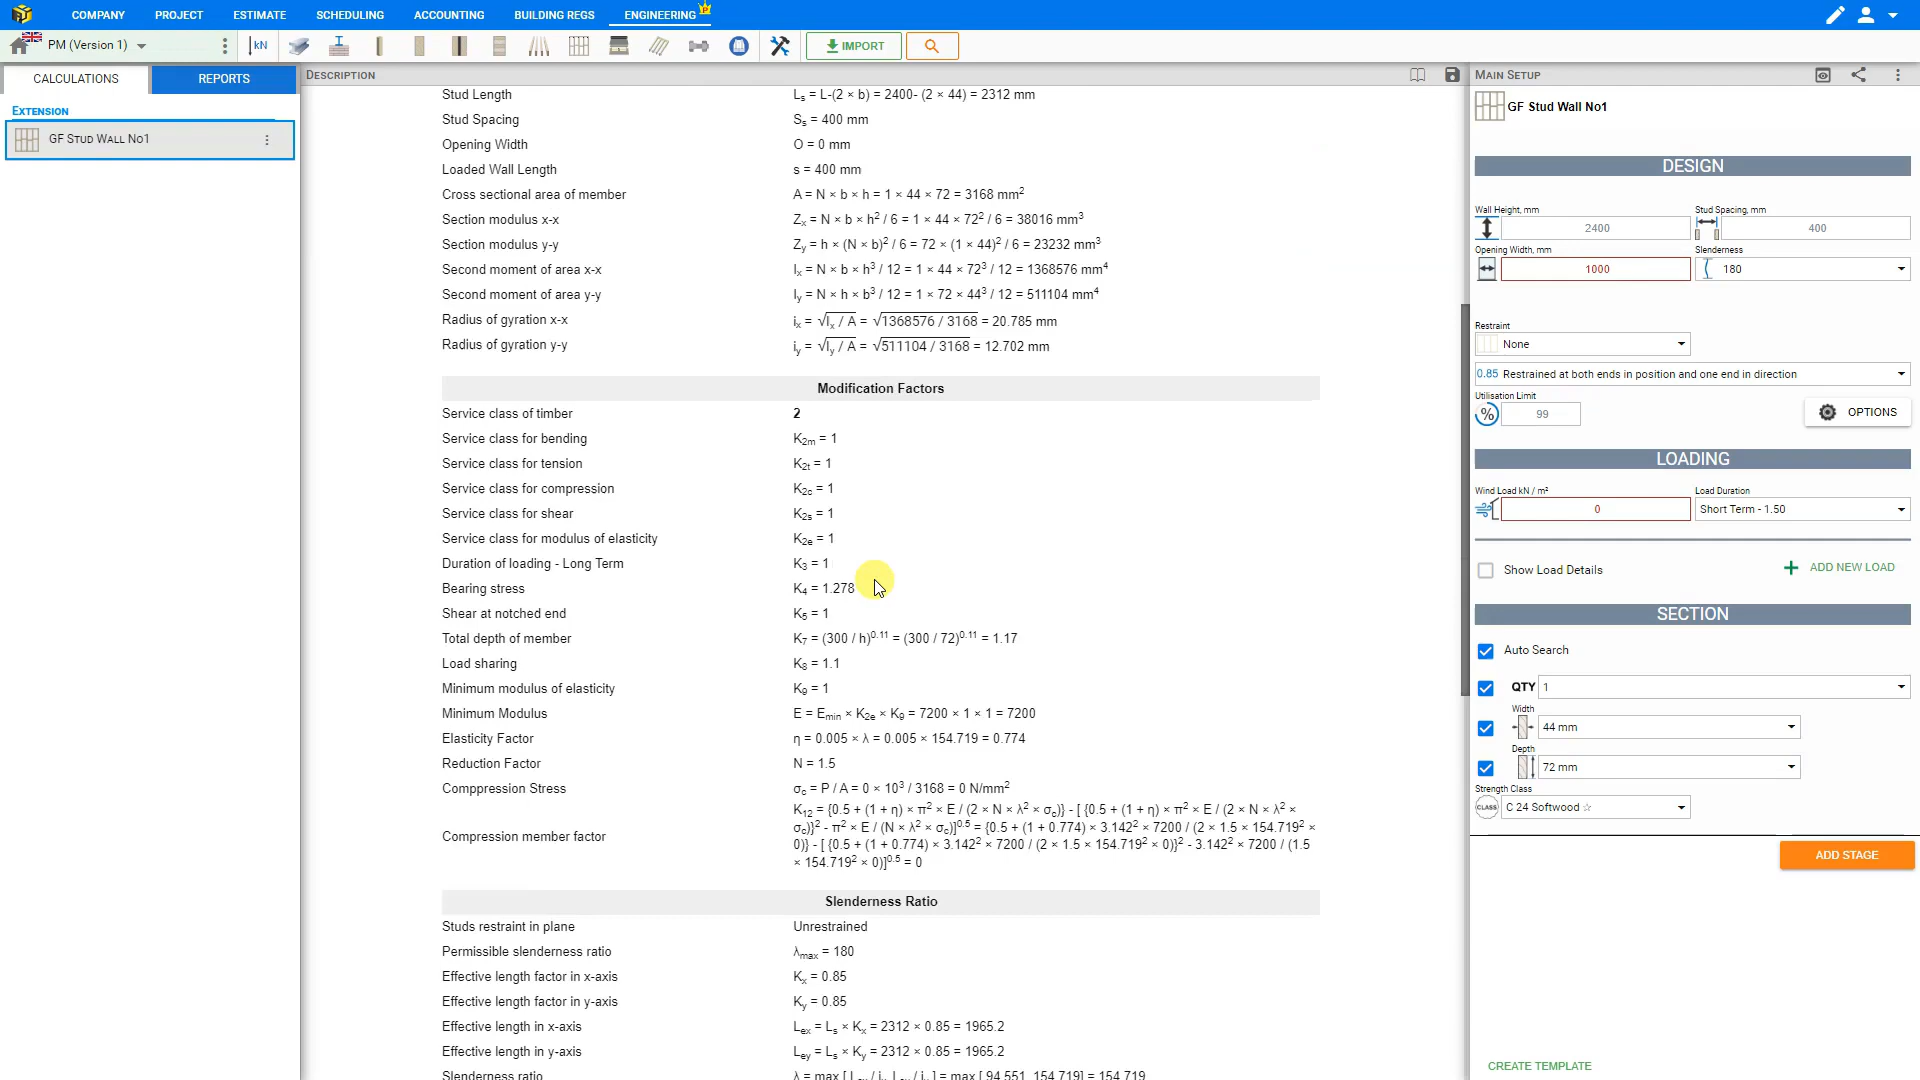 COMPANY PROJECT ESTIMATE SCHEDULING ACCOUNTING BUILDING REGS ENGINEERING
PM (Version 1) kN IMPORT
CALCULATIONS REPORTS
EXTENSION
GF STUD WALL NO1
DESCRIPTION
Stud Length Lₛ = L-(2 × b) = 2400- (2 × 44) = 2312 mm
Stud Spacing Sₛ = 400 mm
Opening Width O = 0 mm
Loaded Wall Length s = 400 mm
Cross sectional area of member A = N × b × h = 1 × 44 × 72 = 3168 mm²
Section modulus x-x Zₓ = N × b × h² / 6 = 1 × 44 × 72² / 6 = 38016 mm³
Section modulus y-y Z_y = h × (N × b)² / 6 = 72 × (1 × 44)² / 6 = 23232 mm³
Second moment of area x-x Iₓ = N × b × h³ / 12 = 1 × 44 × 72³ / 12 = 1368576 mm⁴
Second moment of area y-y I_y = N × h × b³ / 12 = 1 × 72 × 44³ / 12 = 511104 mm⁴
Radius of gyration x-x iₓ = √Iₓ / A = √1368576 / 3168 = 20.785 mm
Radius of gyration y-y i_y = √I_y / A = √511104 / 3168 = 12.702 mm
Modification Factors
Service class of timber 2
Service class for bending K₂ₘ = 1
Service class for tension K₂ₜ = 1
Service class for compression K₂c = 1
Service class for shear K₂ₛ = 1
Service class for modulus of elasticity K₂ₑ = 1
Duration of loading - Long Term K₃ = 1
Bearing stress K₄ = 1.278
Shear at notched end K₅ = 1
Total depth of member K₇ = (300 / h)^0.11 = (300 / 72)^0.11 = 1.17
Load sharing K₈ = 1.1
Minimum modulus of elasticity K₉ = 1
Minimum Modulus E = E_min × K₂ₑ × K₉ = 7200 × 1 × 1 = 7200
Elasticity Factor η = 0.005 × λ = 0.005 × 154.719 = 0.774
Reduction Factor N = 1.5
Comppression Stress σc = P / A = 0 × 10³ / 3168 = 0 N/mm²
Compression member factor K₁₂ = {0.5 + (1 + η) × π² × E / (2 × N × λ² × σc)} - [ {0.5 + (1 + η) × π² × E / (2 × N × λ² ×
σc)}² - π² × E / (N × λ² × σc)]^0.5 = {0.5 + (1 + 0.774) × 3.142² × 7200 / (2 × 1.5 × 154.719² ×
0)} - [ {0.5 + (1 + 0.774) × 3.142² × 7200 / (2 × 1.5 × 154.719² × 0)}² - 3.142² × 7200 / (1.5
× 154.719² × 0)]^0.5 = 0
Slenderness Ratio
Studs restraint in plane Unrestrained
Permissible slenderness ratio λₘₐₓ = 180
Effective length factor in x-axis Kₓ = 0.85
Effective length factor in y-axis K_y = 0.85
Effective length in x-axis Lₑₓ = Lₛ × Kₓ = 2312 × 0.85 = 1965.2
Effective length in y-axis L_ey = Lₛ × K_y = 2312 × 0.85 = 1965.2
Slenderness ratio λ = max [ Lₑₓ / iₓ, L_ey / i_y ] = max [ 94.551, 154.719] = 154.719
MAIN SETUP
GF Stud Wall No1
DESIGN
Wall Height, mm Stud Spacing, mm
2400 400
Opening Width, mm Slenderness
1000 180
Restraint
None
0.85 Restrained at both ends in position and one end in direction
Utilisation Limit
% 99 OPTIONS
LOADING
Wind Load kN / m² Load Duration
0 Short Term - 1.50
Show Load Details ADD NEW LOAD
SECTION
Auto Search
QTY 1
Width
44 mm
Depth
72 mm
Strength Class
CLASS C 24 Softwood ☆
ADD STAGE
CREATE TEMPLATE